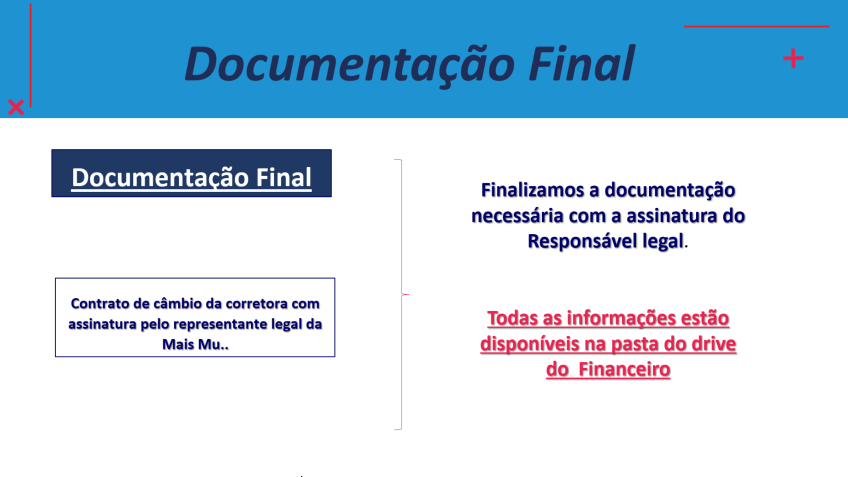 Documentação Final
Documentação Final
Contrato de câmbio da corretora com
assinatura pelo representante legal da
Mais Mu..
Finalizamos a documentação
necessária com a assinatura do
Responsável legal.
Todas as informações estão
disponíveis na pasta do drive
do Financeiro